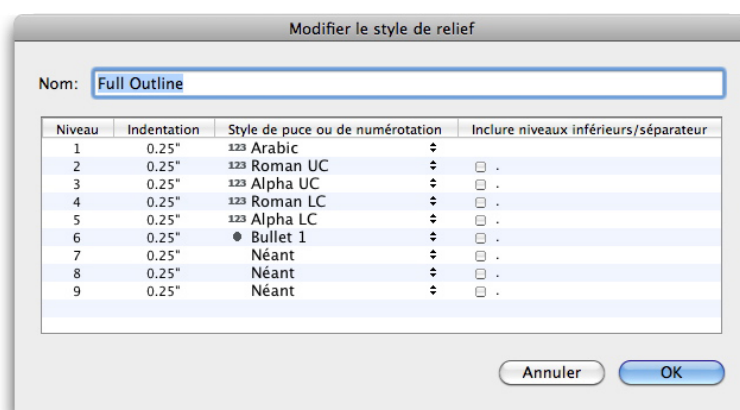 Modifier le style de relief
Nom: Full Outline
Niveau Indentation Style de puce ou de numérotation Inclure niveaux inférieurs/séparateur
1 0.25" 123 Arabic
2 0.25" 123 Roman UC .
3 0.25" 123 Alpha UC .
4 0.25" 123 Roman LC .
5 0.25" 123 Alpha LC .
6 0.25" Bullet 1 .
7 0.25" Néant .
8 0.25" Néant .
9 0.25" Néant .
Annuler OK